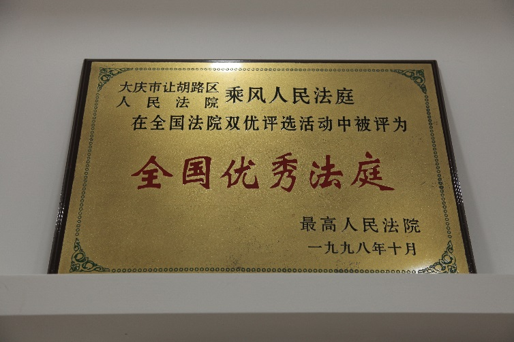 大庆市让胡路区
人民法院 乘风人民法庭
在全国法院双优评选活动中被评为
全国优秀法庭
最高人民法院
一九九八年十月